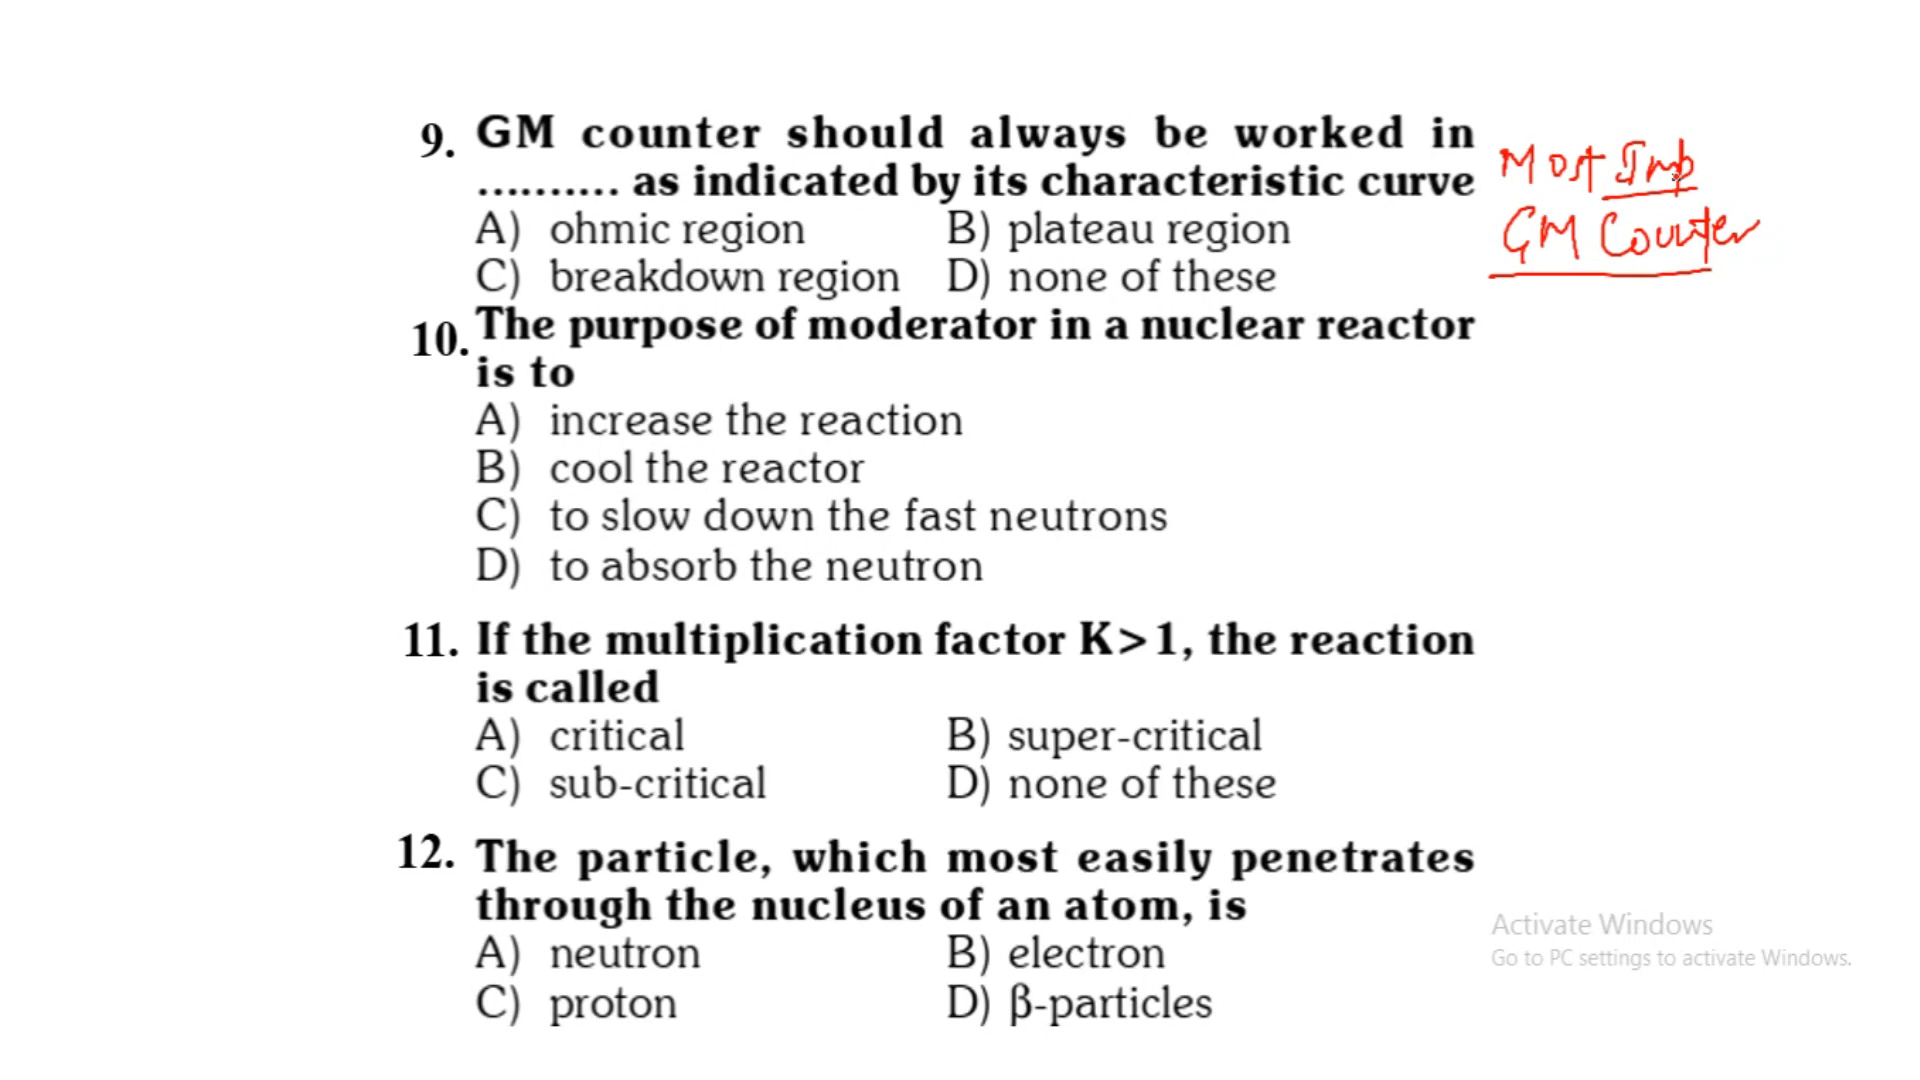 9. GM counter should always be worked in
.......... as indicated by its characteristic curve
A) ohmic region B) plateau region
C) breakdown region D) none of these
10. The purpose of moderator in a nuclear reactor
is to
A) increase the reaction
B) cool the reactor
C) to slow down the fast neutrons
D) to absorb the neutron
11. If the multiplication factor K>1, the reaction
is called
A) critical B) super-critical
C) sub-critical D) none of these
12. The particle, which most easily penetrates
through the nucleus of an atom, is
A) neutron B) electron
C) proton D) β-particles
Most Imp
GM Counter
Activate Windows
Go to PC settings to activate Windows.